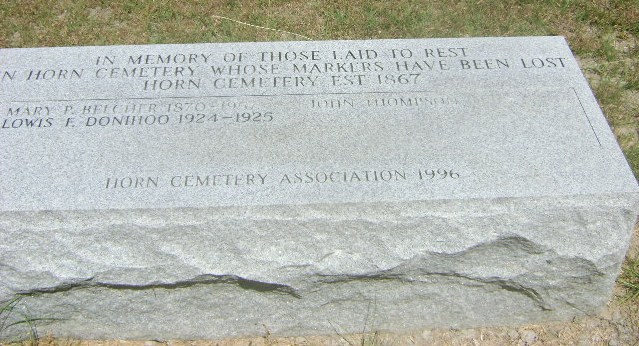 IN MEMORY OF THOSE LAID TO REST
N HORN CEMETERY WHOSE MARKERS HAVE BEEN LOST
HORN CEMETERY EST 1867
MARY P. BELCHER 1870 JOHN THOMPSON
LOWIS F. DONIHOO 1924-1925
HORN CEMETERY ASSOCIATION 1996